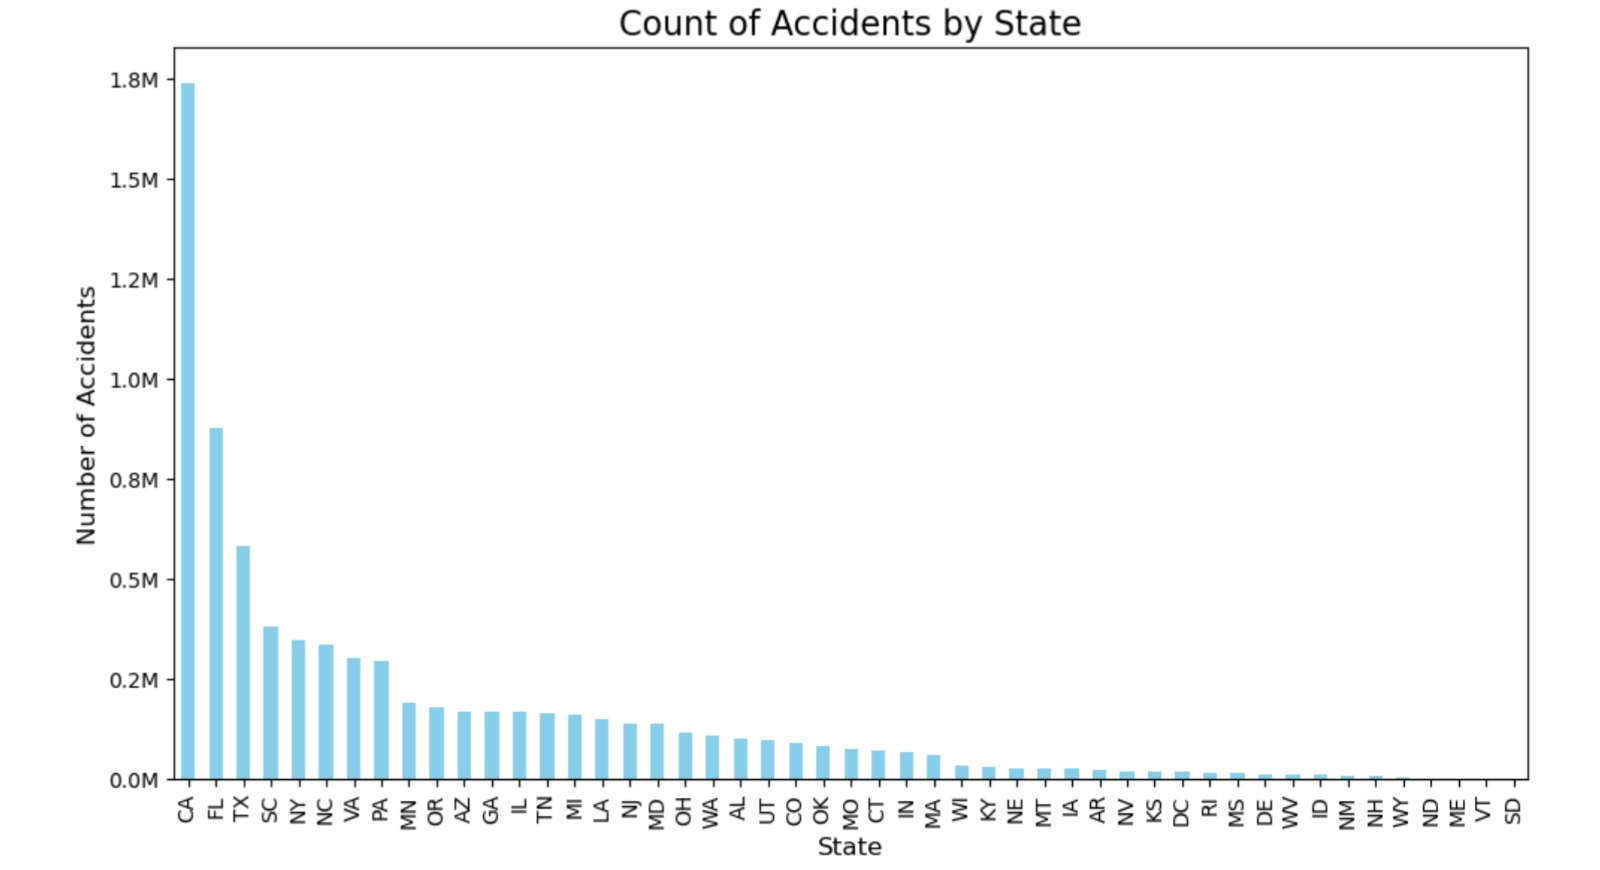 Count of Accidents by State
1.8M
1.5M
1.2M
1.0M
0.8M
0.5M
0.2M
0.0M
Number of Accidents
CA FL TX SC NY NC VA PA MN OR AZ GA IL TN MI LA NJ MD OH WA AL UT CO OK MO CT IN MA WI KY NE MT IA AR NV KS DC RI MS DE WV ID NM NH WY ND ME VT SD
State